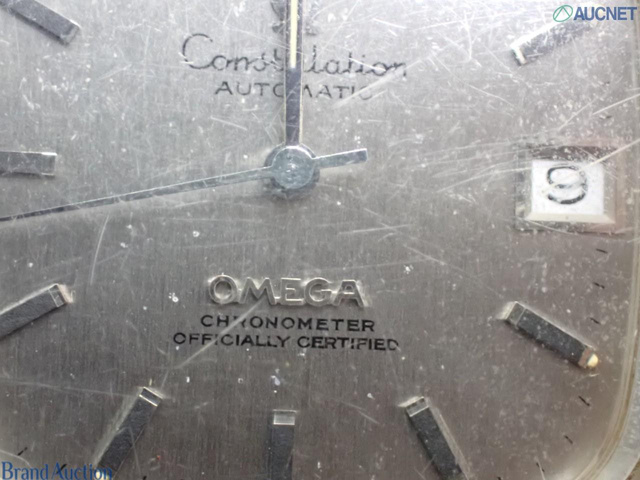 AUCNET
Constellation
AUTOMATIC
9
OMEGA
CHRONOMETER
OFFICIALLY CERTIFIED
Brand Auction